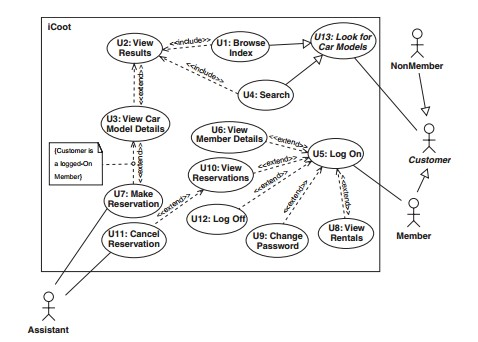 iCoot
U2: View
Results
<<include>>
U1: Browse
Index
U13: Look for
Car Models
<<include>>
U4: Search
NonMember
<<extend>>
U3: View Car
Model Details
U6: View
Member Details
<<extend>>
U5: Log On
Customer
{Customer is
a logged-On
Member}
<<extend>>
U10: View
Reservations
<<extend>>
U7: Make
Reservation
<<extend>>
U12: Log Off
<<extend>>
<<extend>>
<<extend>>
U11: Cancel
Reservation
U9: Change
Password
U8: View
Rentals
Member
Assistant